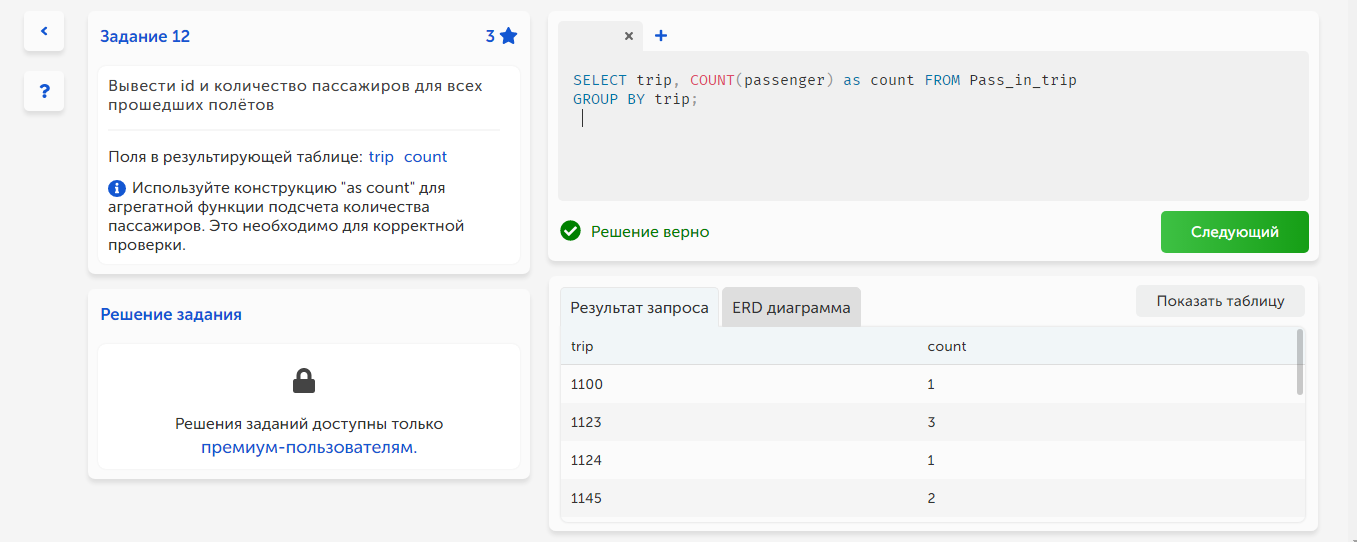 Задание 12
3
Вывести id и количество пассажиров для всех
прошедших полётов
?
Поля в результирующей таблице: trip count
Используйте конструкцию "as count" для
агрегатной функции подсчета количества
пассажиров. Это необходимо для корректной
проверки.
Решение задания
Решения заданий доступны только
премиум-пользователям.
SELECT trip, COUNT(passenger) as count FROM Pass_in_trip
GROUP BY trip;
Решение верно
Следующий
Результат запроса
ERD диаграмма
Показать таблицу
trip count
1100 1
1123 3
1124 1
1145 2